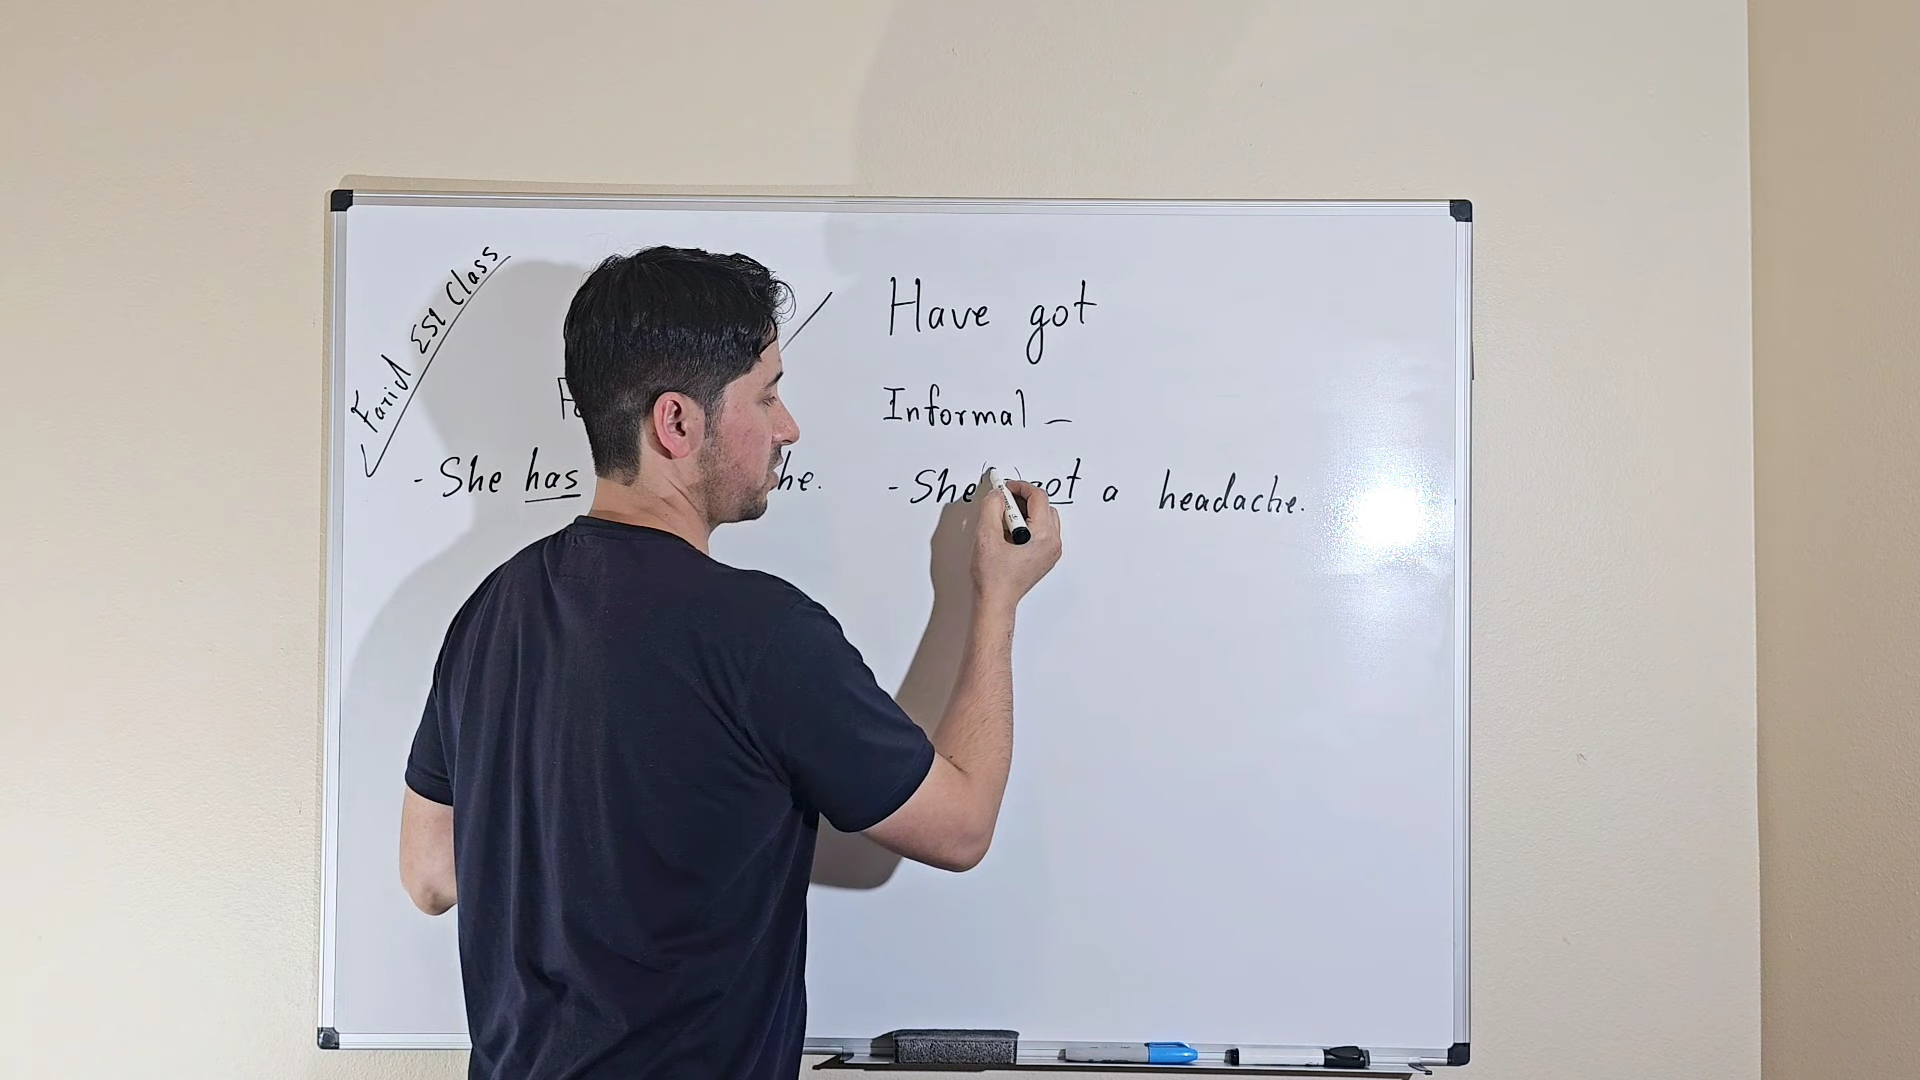 Farid ESL Class
/ Have got
Informal –
- She has he.
- She got a headache.